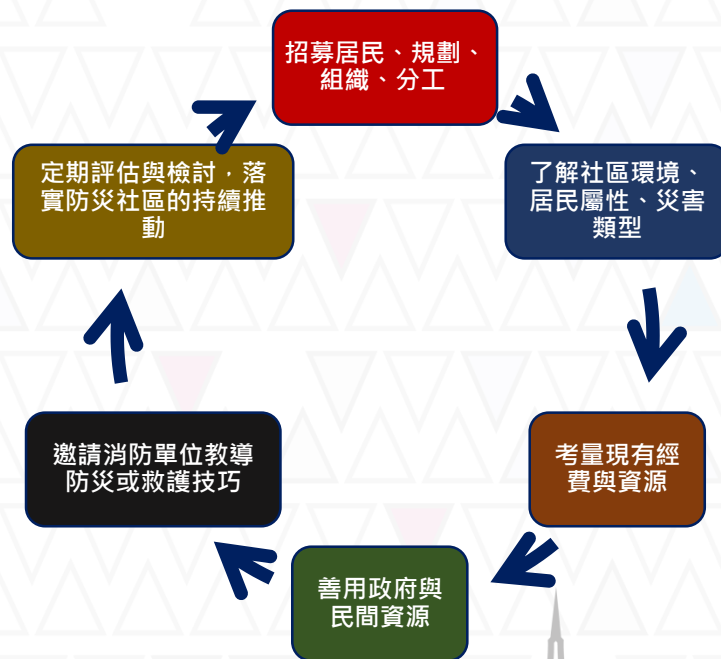 招募居民、規劃、
組織、分工
了解社區環境、
居民屬性、災害
類型
考量現有經
費與資源
善用政府與
民間資源
邀請消防單位教導
防災或救護技巧
定期評估與檢討，落
實防災社區的持續推
動